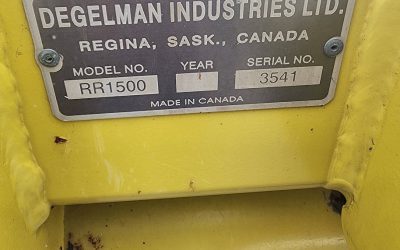 DEGELMAN INDUSTRIES LTD.
REGINA, SASK., CANADA
MODEL NO. YEAR SERIAL NO.
RR1500 3541
MADE IN CANADA